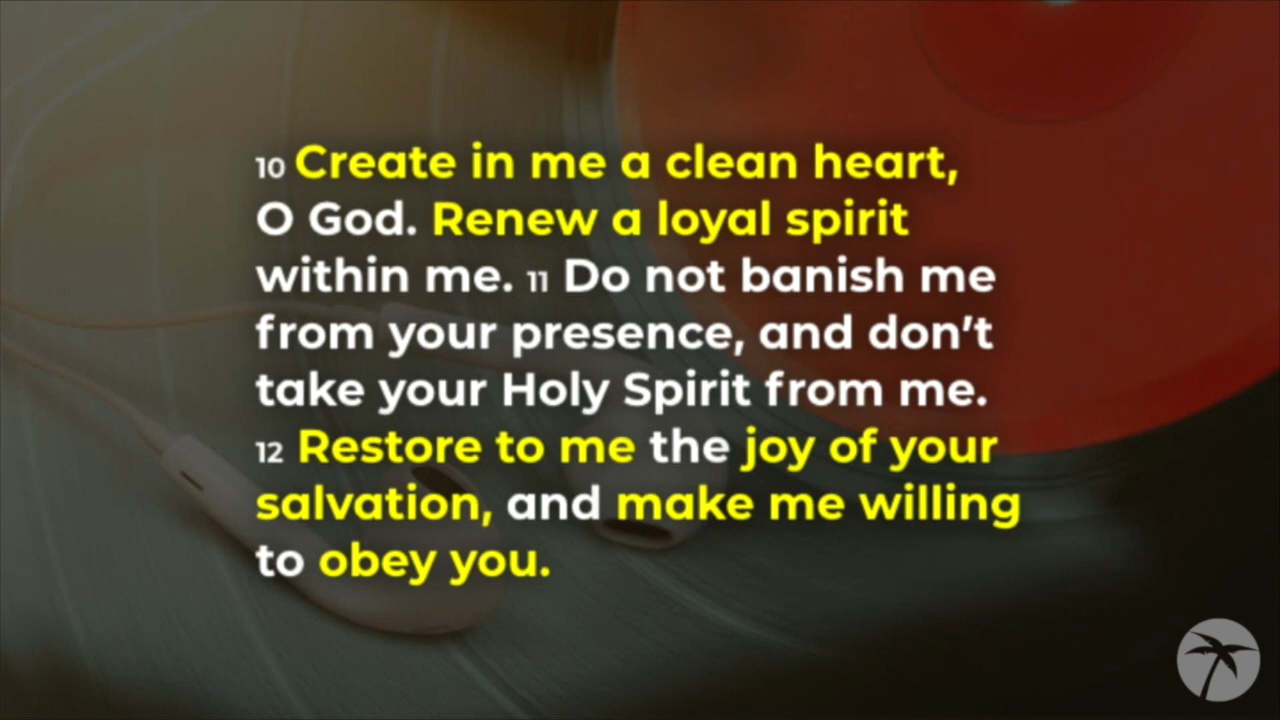 10 Create in me a clean heart,
O God. Renew a loyal spirit
within me. 11 Do not banish me
from your presence, and don’t
take your Holy Spirit from me.
12 Restore to me the joy of your
salvation, and make me willing
to obey you.